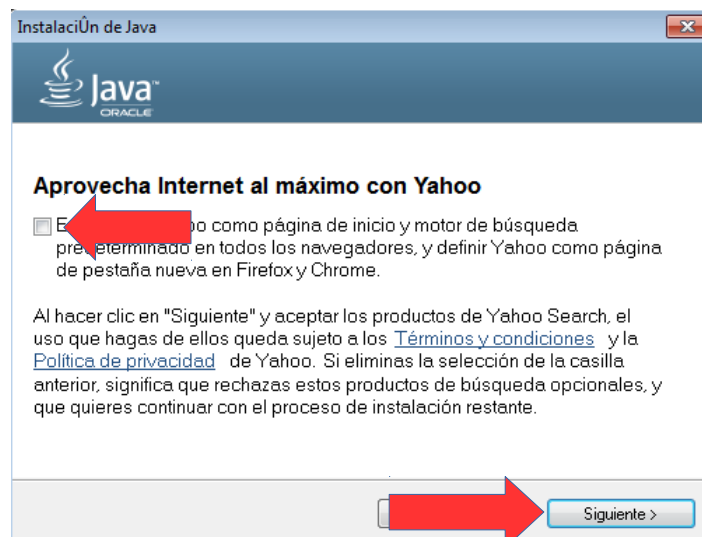 InstalaciÛn de Java
Java™
ORACLE
Aprovecha Internet al máximo con Yahoo
como página de inicio y motor de búsqueda
predeterminado en todos los navegadores, y definir Yahoo como página
de pestaña nueva en Firefox y Chrome.
Al hacer clic en "Siguiente" y aceptar los productos de Yahoo Search, el
uso que hagas de ellos queda sujeto a los Términos y condiciones y la
Política de privacidad de Yahoo. Si eliminas la selección de la casilla
anterior, significa que rechazas estos productos de búsqueda opcionales, y
que quieres continuar con el proceso de instalación restante.
Siguiente >